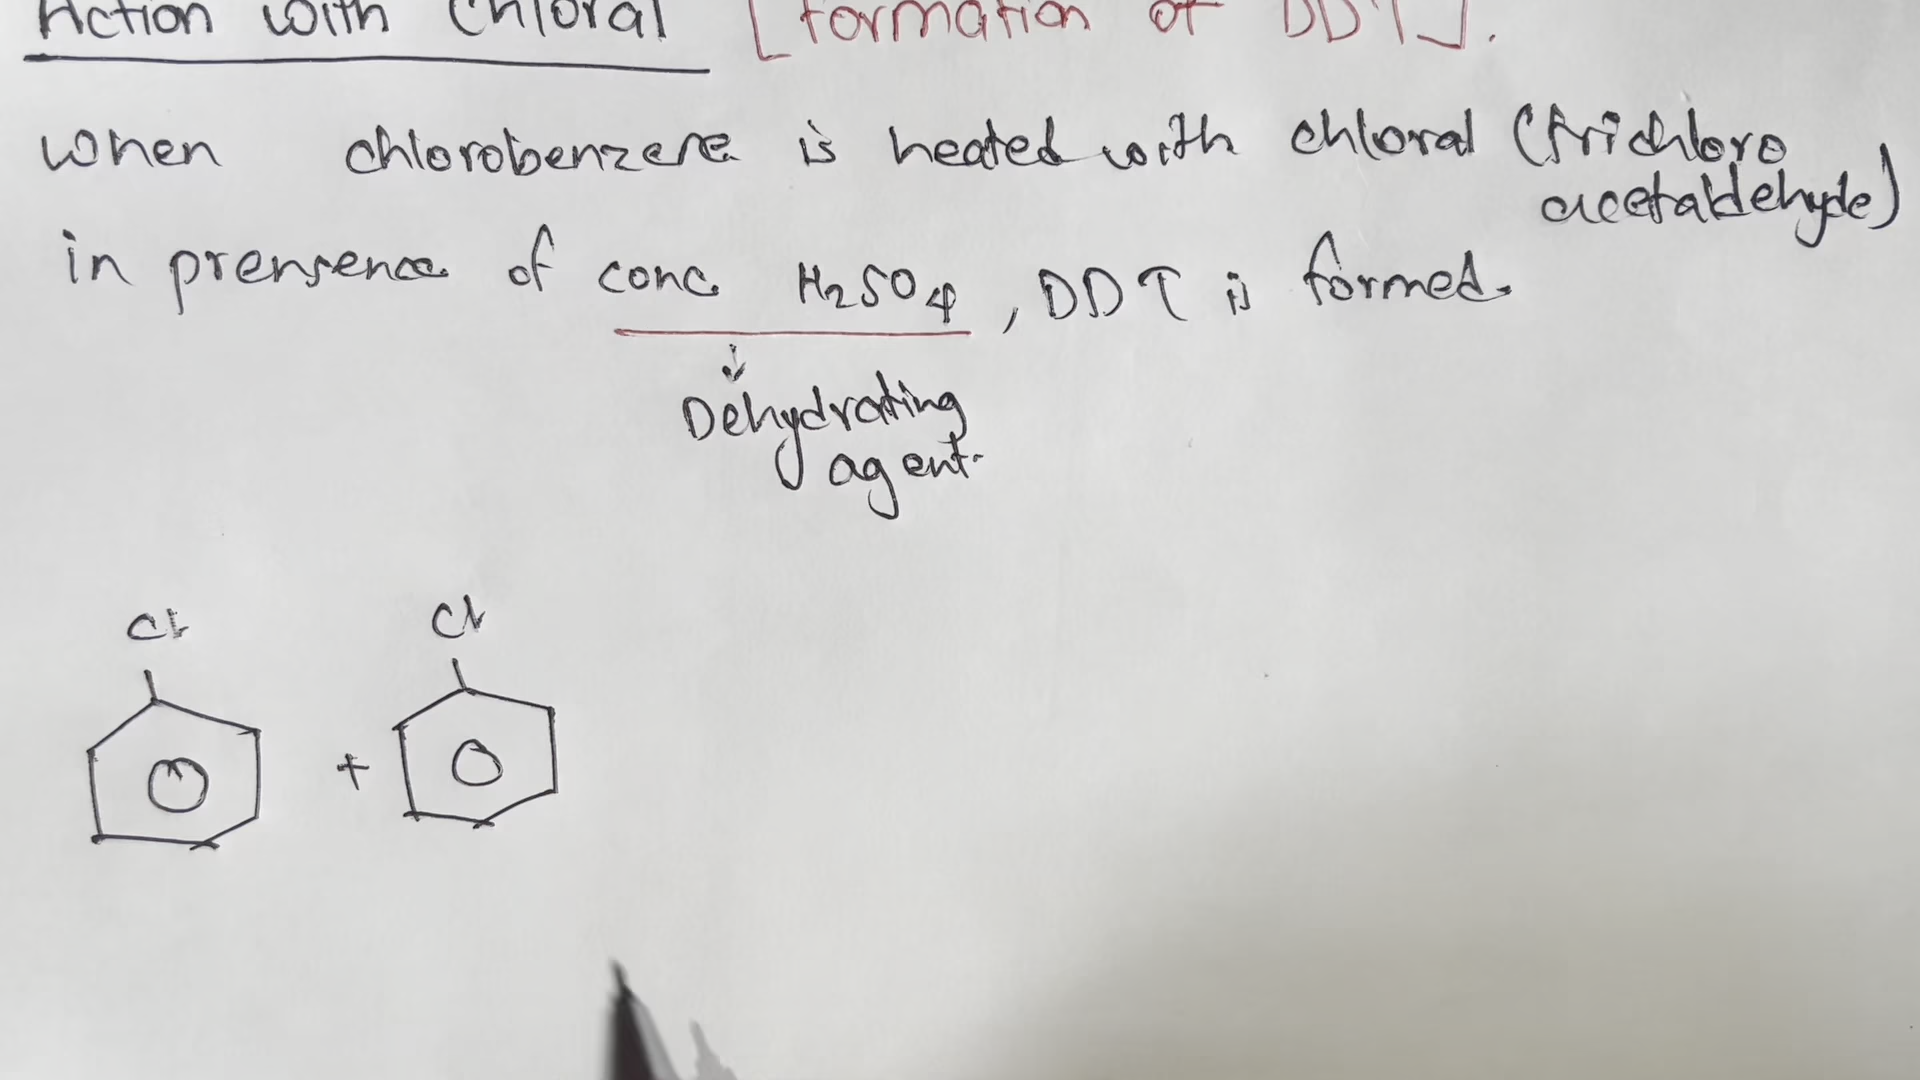 Action with Chloral [formation of DDT].
when chlorobenzene is heated with chloral (trichloro
acetaldehyde)
in prensence of conc H₂SO₄, DDT is formed.
↓
Dehydrating
agent.
Cl Cl
+